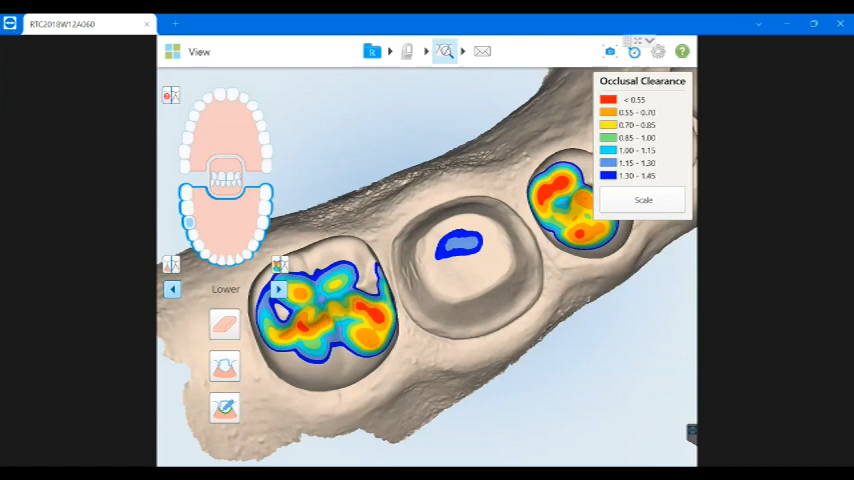 RTC2018W12A060
View
R
?
Occlusal Clearance
< 0.55
0.55 - 0.70
0.70 - 0.85
0.85 - 1.00
1.00 - 1.15
1.15 - 1.30
1.30 - 1.45
Scale
Lower